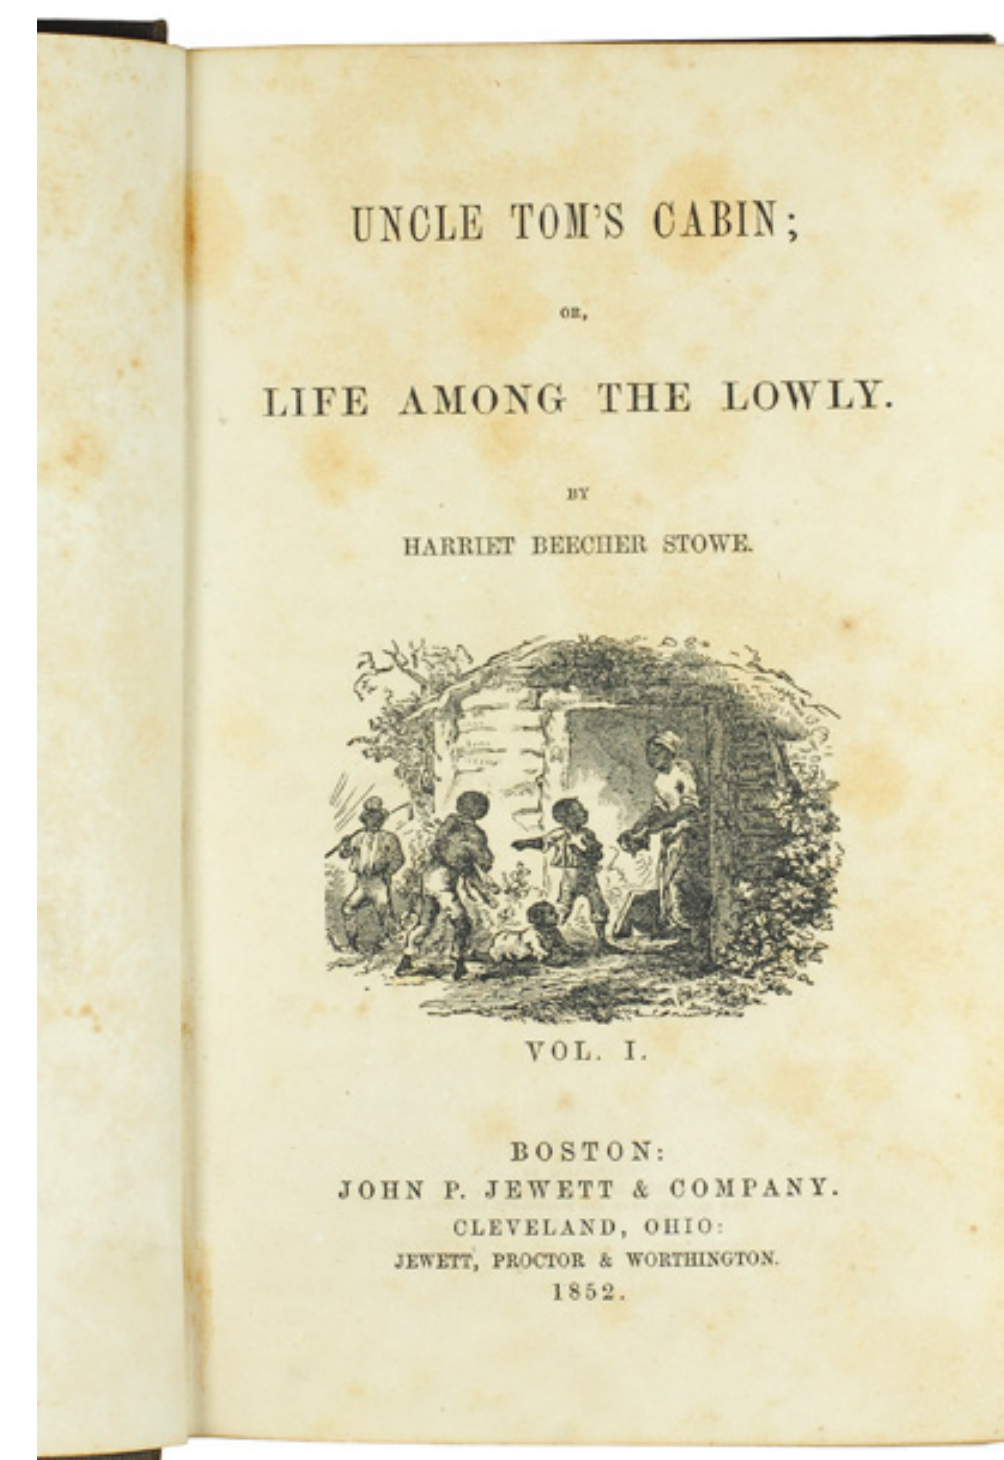 UNCLE TOM'S CABIN;
OR,
LIFE AMONG THE LOWLY.
BY
HARRIET BEECHER STOWE.
VOL. I.
BOSTON:
JOHN P. JEWETT & COMPANY.
CLEVELAND, OHIO:
JEWETT, PROCTOR & WORTHINGTON.
1852.